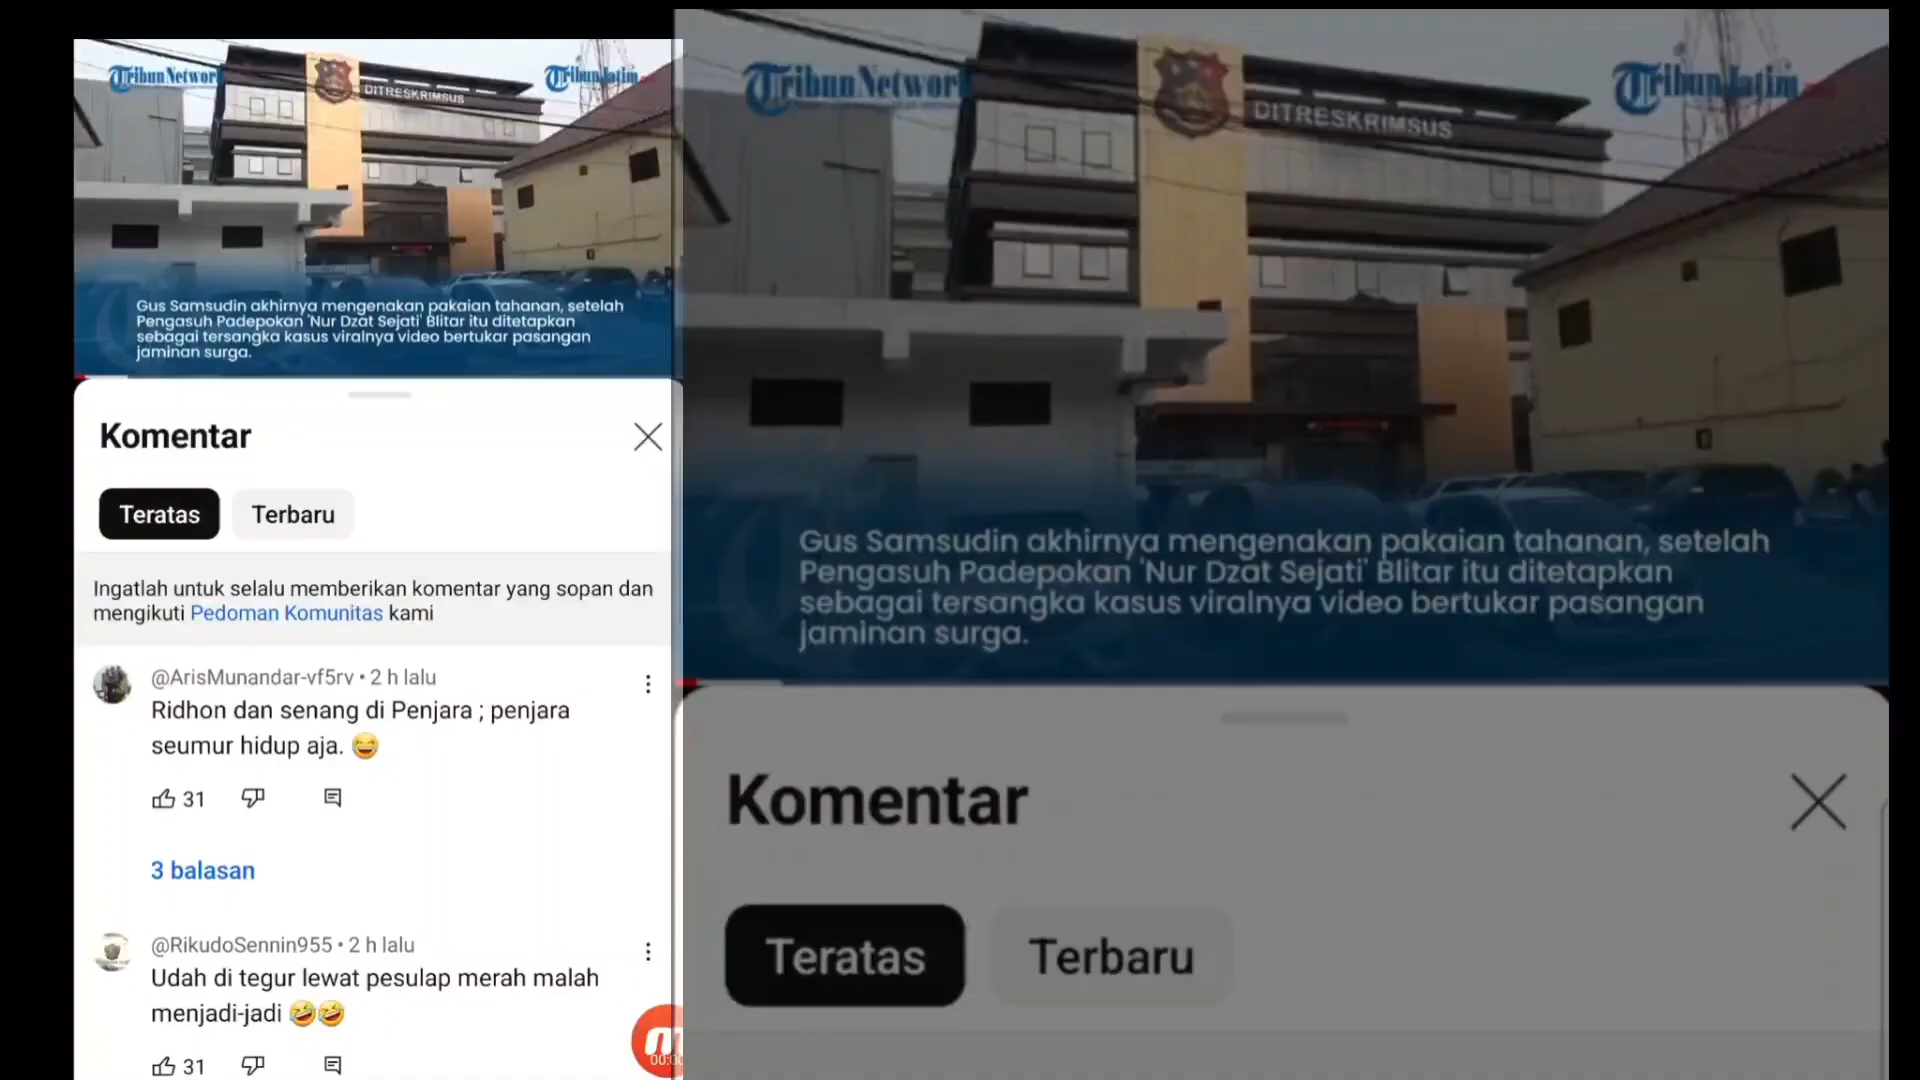 Tribun Network
Tribun Jatim
DITRESKRIMSUS
Gus Samsudin akhirnya mengenakan pakaian tahanan, setelah
Pengasuh Padepokan 'Nur Dzat Sejati' Blitar itu ditetapkan
sebagai tersangka kasus viralnya video bertukar pasangan
jaminan surga.
Komentar
Teratas
Terbaru
Ingatlah untuk selalu memberikan komentar yang sopan dan
mengikuti Pedoman Komunitas kami
@ArisMunandar-vf5rv • 2 h lalu
Ridhon dan senang di Penjara ; penjara
seumur hidup aja. 😄
31
3 balasan
@RikudoSennin955 • 2 h lalu
Udah di tegur lewat pesulap merah malah
menjadi-jadi 🤣🤣
31
Tribun Network
Tribun Jatim
DITRESKRIMSUS
Gus Samsudin akhirnya mengenakan pakaian tahanan, setelah
Pengasuh Padepokan 'Nur Dzat Sejati' Blitar itu ditetapkan
sebagai tersangka kasus viralnya video bertukar pasangan
jaminan surga.
Komentar
Teratas
Terbaru